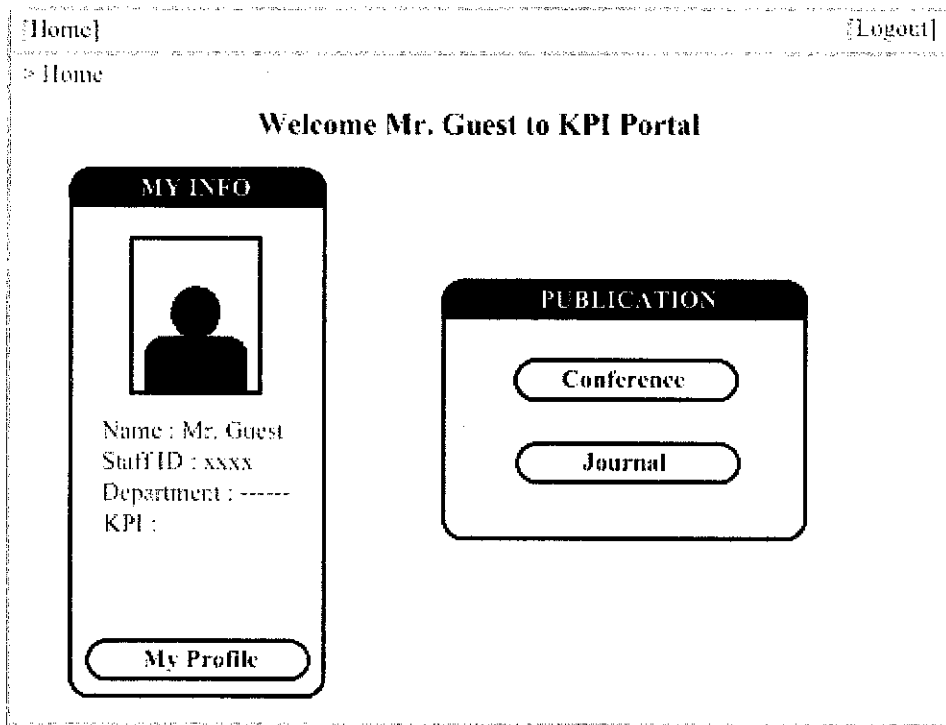 [Home] [Logout]
> Home
Welcome Mr. Guest to KPI Portal
MY INFO
Name : Mr. Guest
Staff ID : xxxx
Department : ------
KPI :
My Profile
PUBLICATION
Conference
Journal